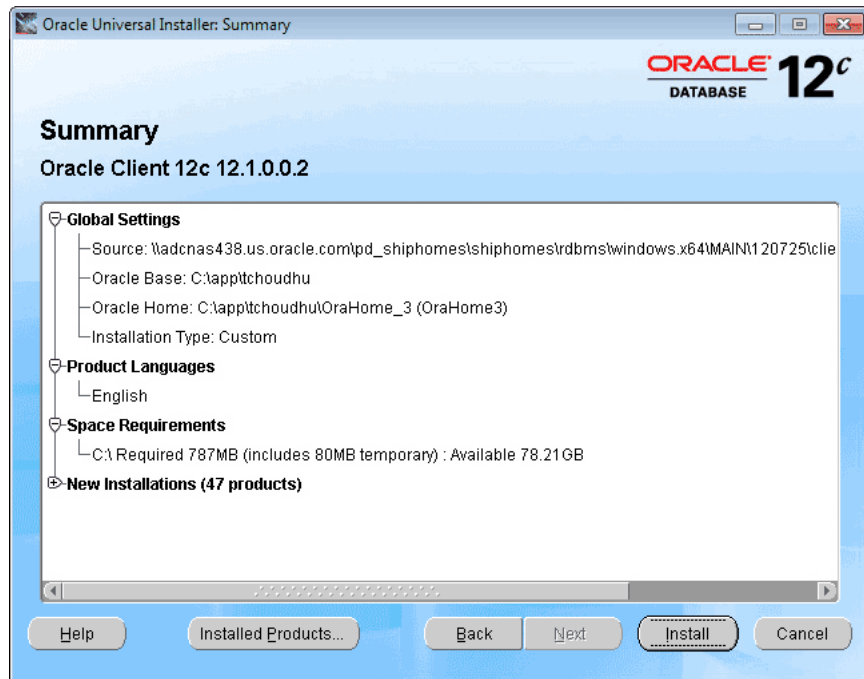 Oracle Universal Installer: Summary
ORACLE
DATABASE
12c
Summary
Oracle Client 12c 12.1.0.0.2
Global Settings
Source: \\adcnas438.us.oracle.com\pd_shiphomes\shiphomes\rdbms\windows.x64\MAIN\120725\clie
Oracle Base: C:\app\tchoudhu
Oracle Home: C:\app\tchoudhu\OraHome_3 (OraHome3)
Installation Type: Custom
Product Languages
English
Space Requirements
C:\ Required 787MB (includes 80MB temporary) : Available 78.21GB
New Installations (47 products)
Help
Installed Products...
Back
Next
Install
Cancel